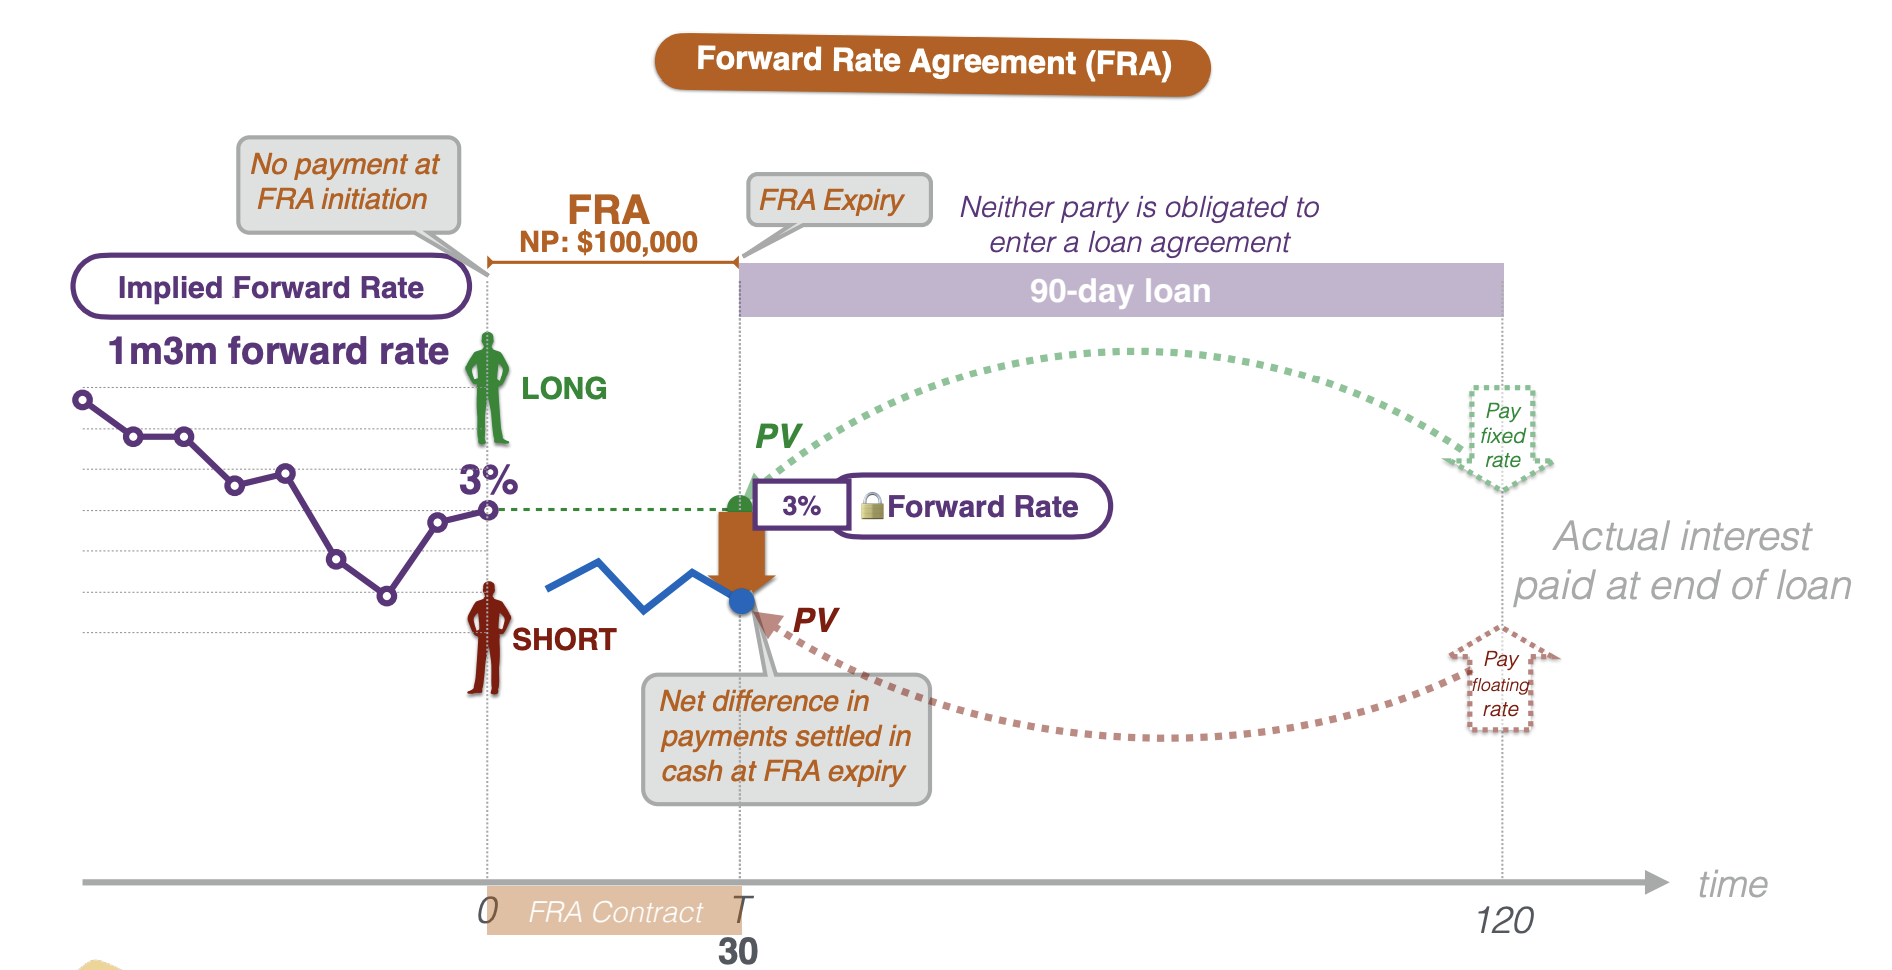 Forward Rate Agreement (FRA)
No payment at
FRA initiation
FRA
NP: $100,000
FRA Expiry
Neither party is obligated to
enter a loan agreement
Implied Forward Rate
90-day loan
1m3m forward rate
LONG
3%
PV
3%
Forward Rate
Pay
fixed
rate
Actual interest
paid at end of loan
SHORT
PV
Pay
floating
rate
Net difference in
payments settled in
cash at FRA expiry
time
0
FRA Contract
T
30
120